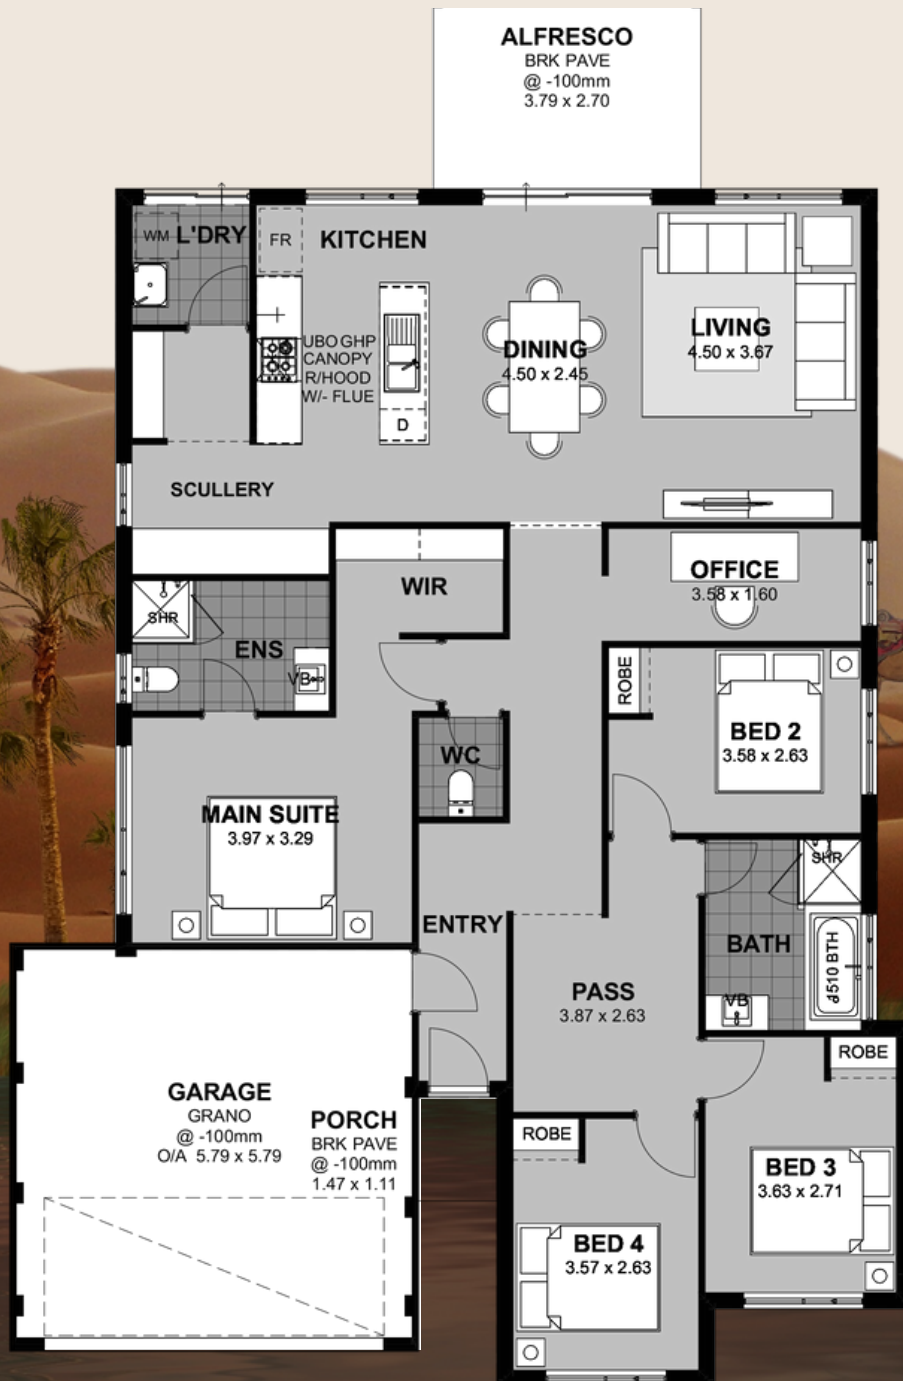 ALFRESCO
BRK PAVE
@ -100mm
3.79 x 2.70
WM
L'DRY
FR
KITCHEN
UBO GHP
CANOPY
R/HOOD
W/- FLUE
D
DINING
4.50 x 2.45
LIVING
4.50 x 3.67
SCULLERY
WIR
OFFICE
3.58 x 1.60
SHR
ENS
VB
ROBE
BED 2
3.58 x 2.63
WC
MAIN SUITE
3.97 x 3.29
SHR
ENTRY
BATH
1510 BTH
VB
PASS
3.87 x 2.63
ROBE
GARAGE
GRANO
@ -100mm
O/A 5.79 x 5.79
PORCH
BRK PAVE
@ -100mm
1.47 x 1.11
ROBE
BED 3
3.63 x 2.71
BED 4
3.57 x 2.63